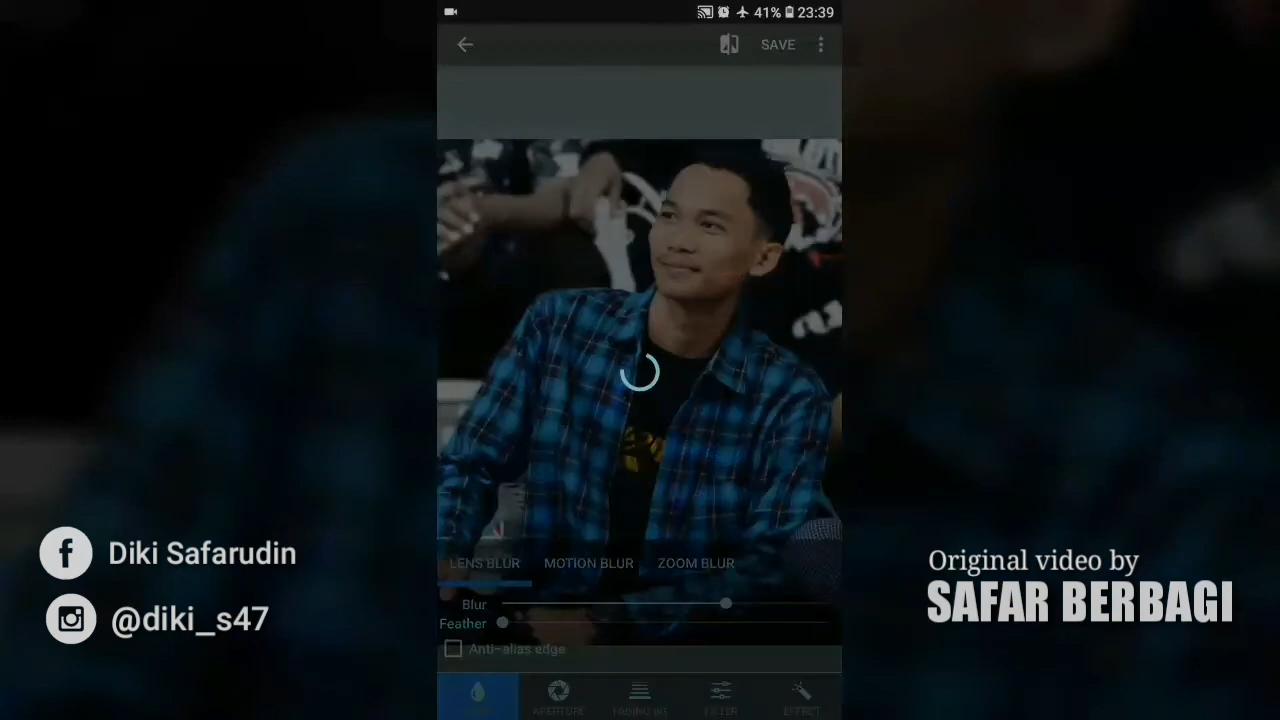 41% 23:39
SAVE
LENS BLUR MOTION BLUR ZOOM BLUR
Blur
Feather
Anti-alias edge
APERTURE FILTER EFFECT
Diki Safarudin
@diki_s47
Original video by
SAFAR BERBAGI